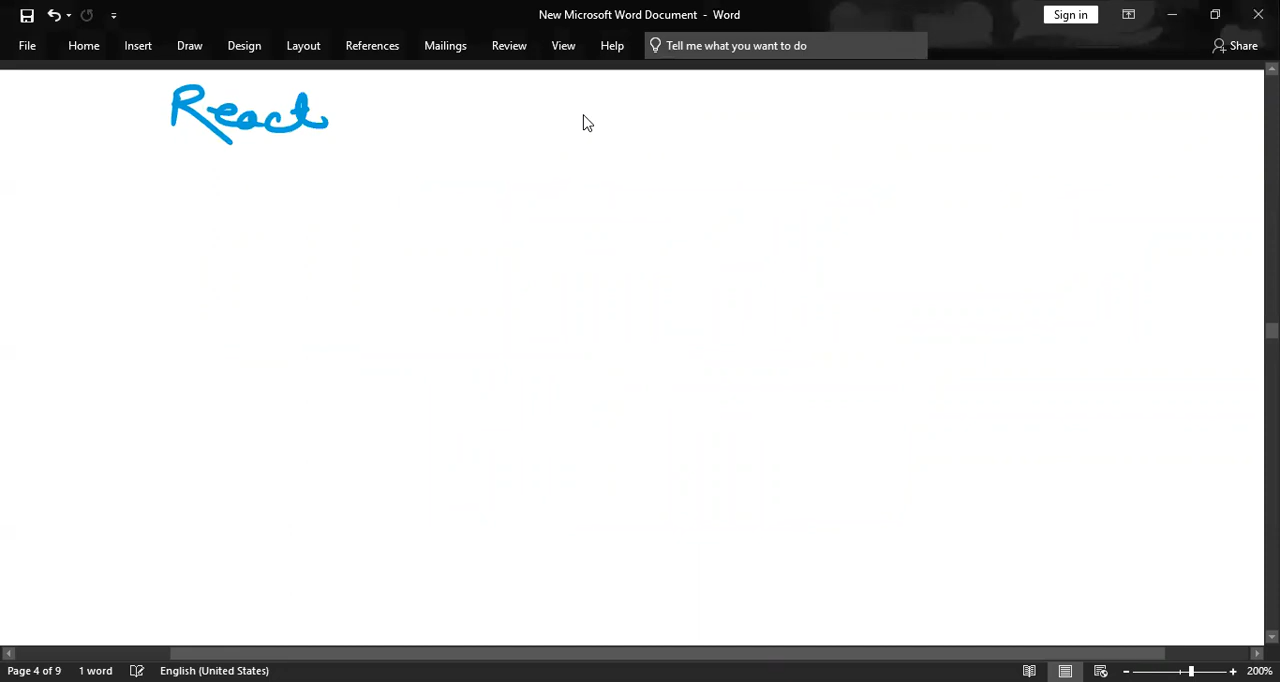 New Microsoft Word Document - Word
Sign in
File Home Insert Draw Design Layout References Mailings Review View Help Tell me what you want to do Share
React
Page 4 of 9 1 word English (United States) 200%